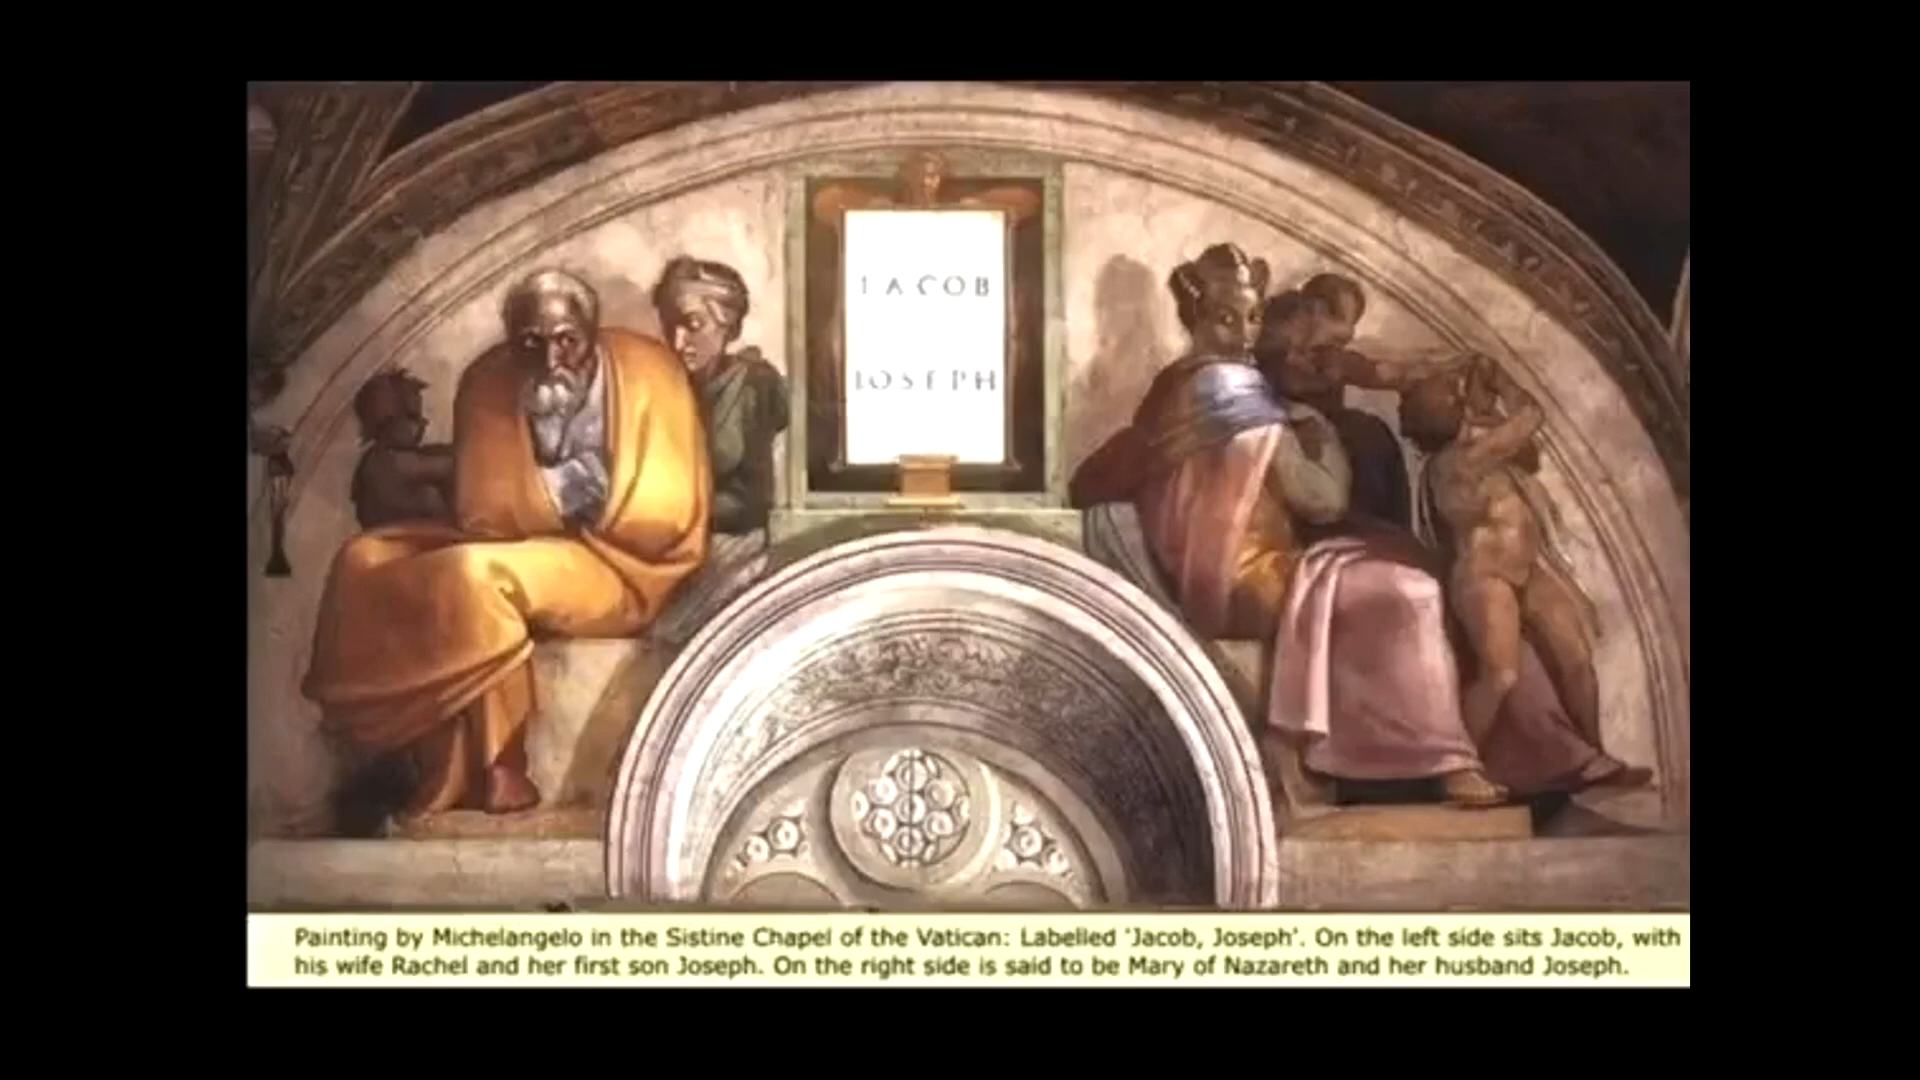 IACOB
IOSEPH
Painting by Michelangelo in the Sistine Chapel of the Vatican: Labelled 'Jacob, Joseph'. On the left side sits Jacob, with
his wife Rachel and her first son Joseph. On the right side is said to be Mary of Nazareth and her husband Joseph.